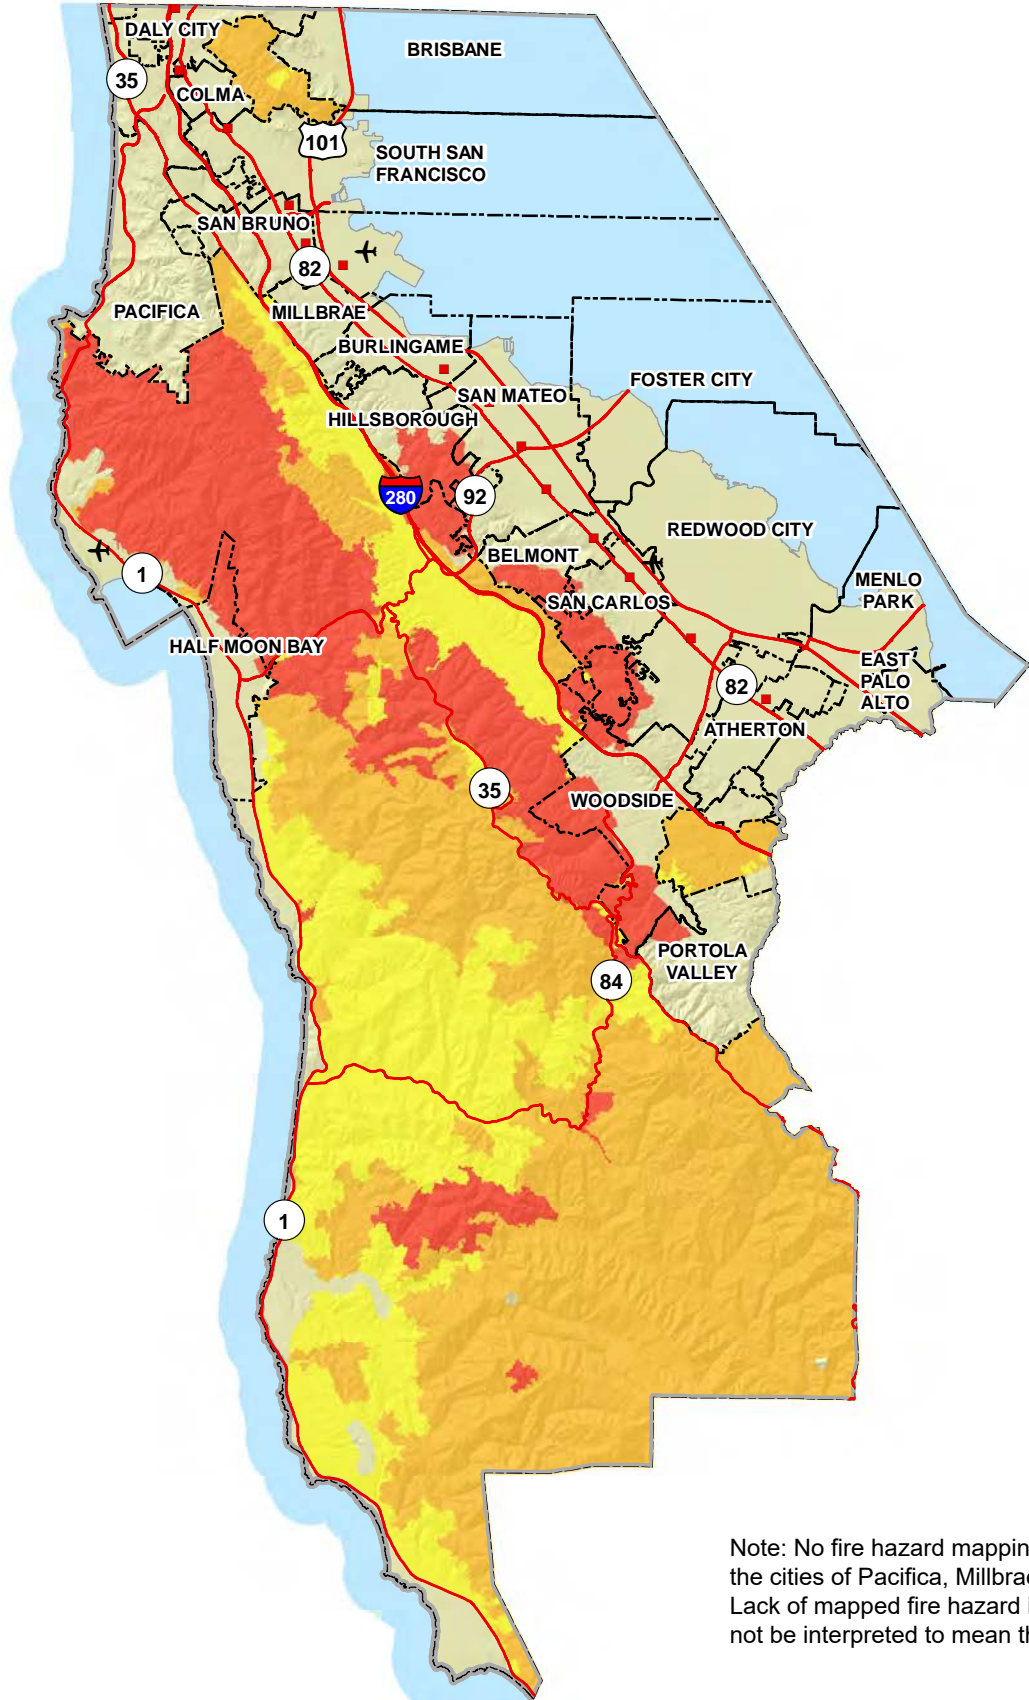 DALY CITY
BRISBANE
35
COLMA
101
SOUTH SAN
FRANCISCO
SAN BRUNO
82
PACIFICA
MILLBRAE
BURLINGAME
FOSTER CITY
SAN MATEO
HILLSBOROUGH
280
92
REDWOOD CITY
BELMONT
1
MENLO
PARK
SAN CARLOS
HALF MOON BAY
EAST
PALO
ALTO
82
ATHERTON
35
WOODSIDE
PORTOLA
VALLEY
84
1
Note: No fire hazard mappin
the cities of Pacifica, Millbrae
Lack of mapped fire hazard i
not be interpreted to mean th